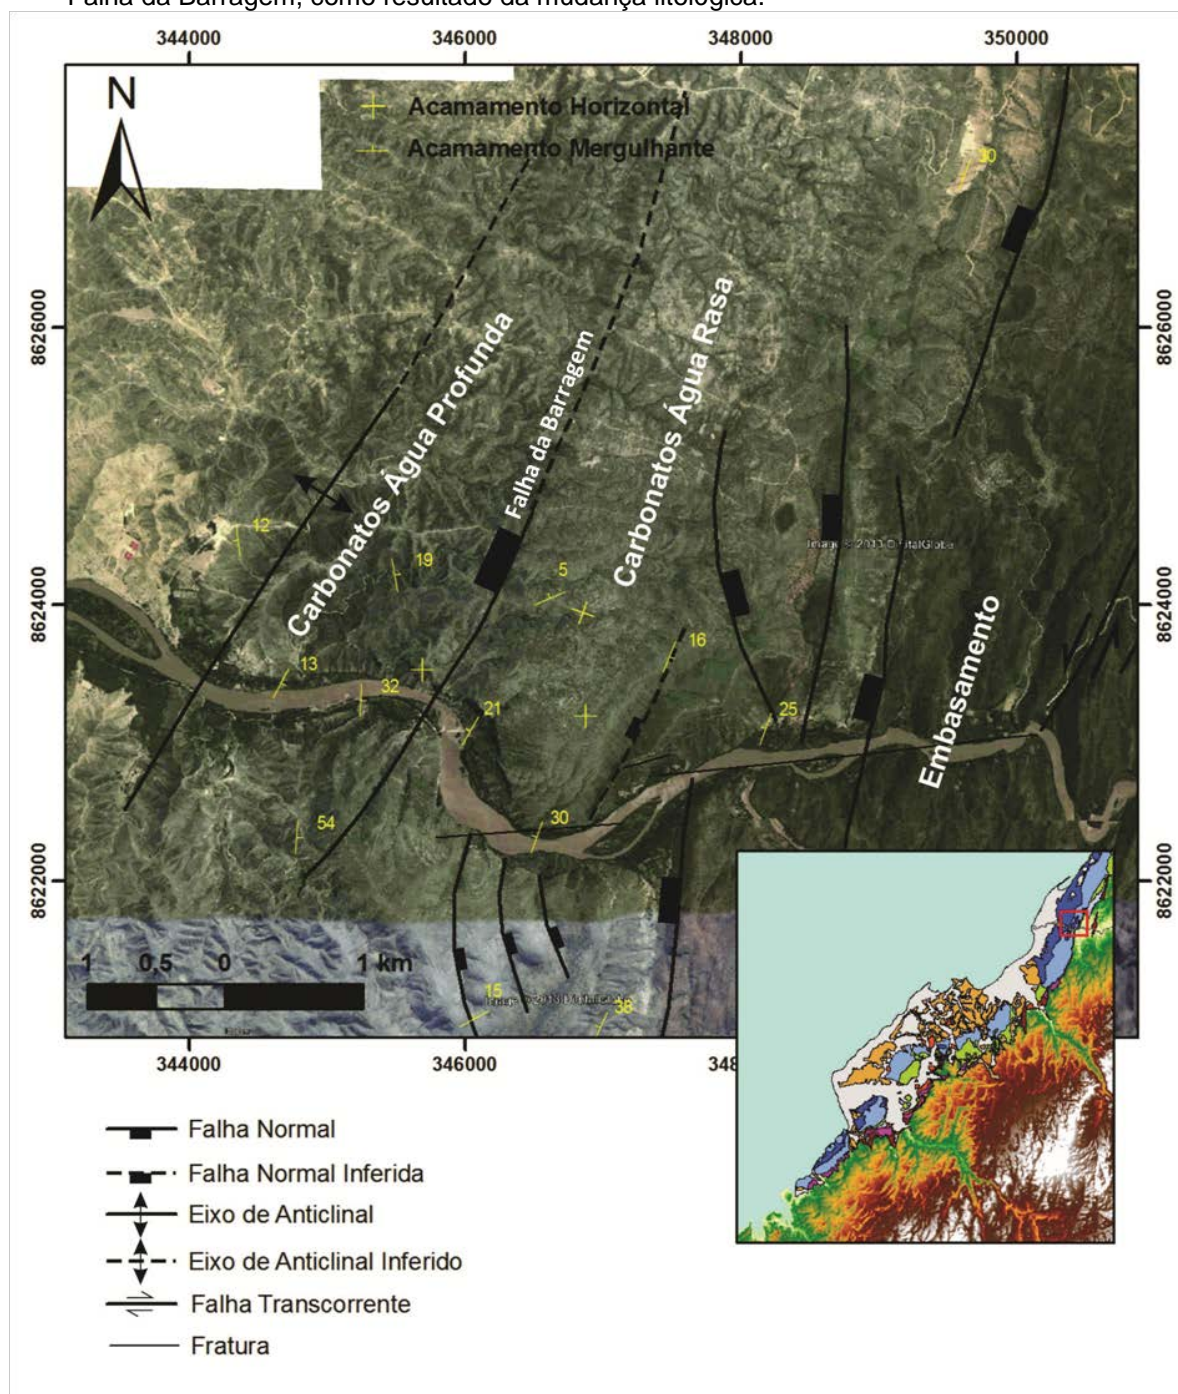 Falha da Barragem, como resultado da mudança litológica.
344000 346000 348000 350000
N
Acamamento Horizontal
Acamamento Mergulhante
30
8626000
8626000
Carbonatos Água Profunda
Falha da Barragem
Carbonatos Água Rasa
12
19
5
8624000
8624000
16
13
32
21
25
Embasamento
54
30
8622000
8622000
1 0,5 0 1 km
15
38
344000 346000
Falha Normal
Falha Normal Inferida
Eixo de Anticlinal
Eixo de Anticlinal Inferido
Falha Transcorrente
Fratura